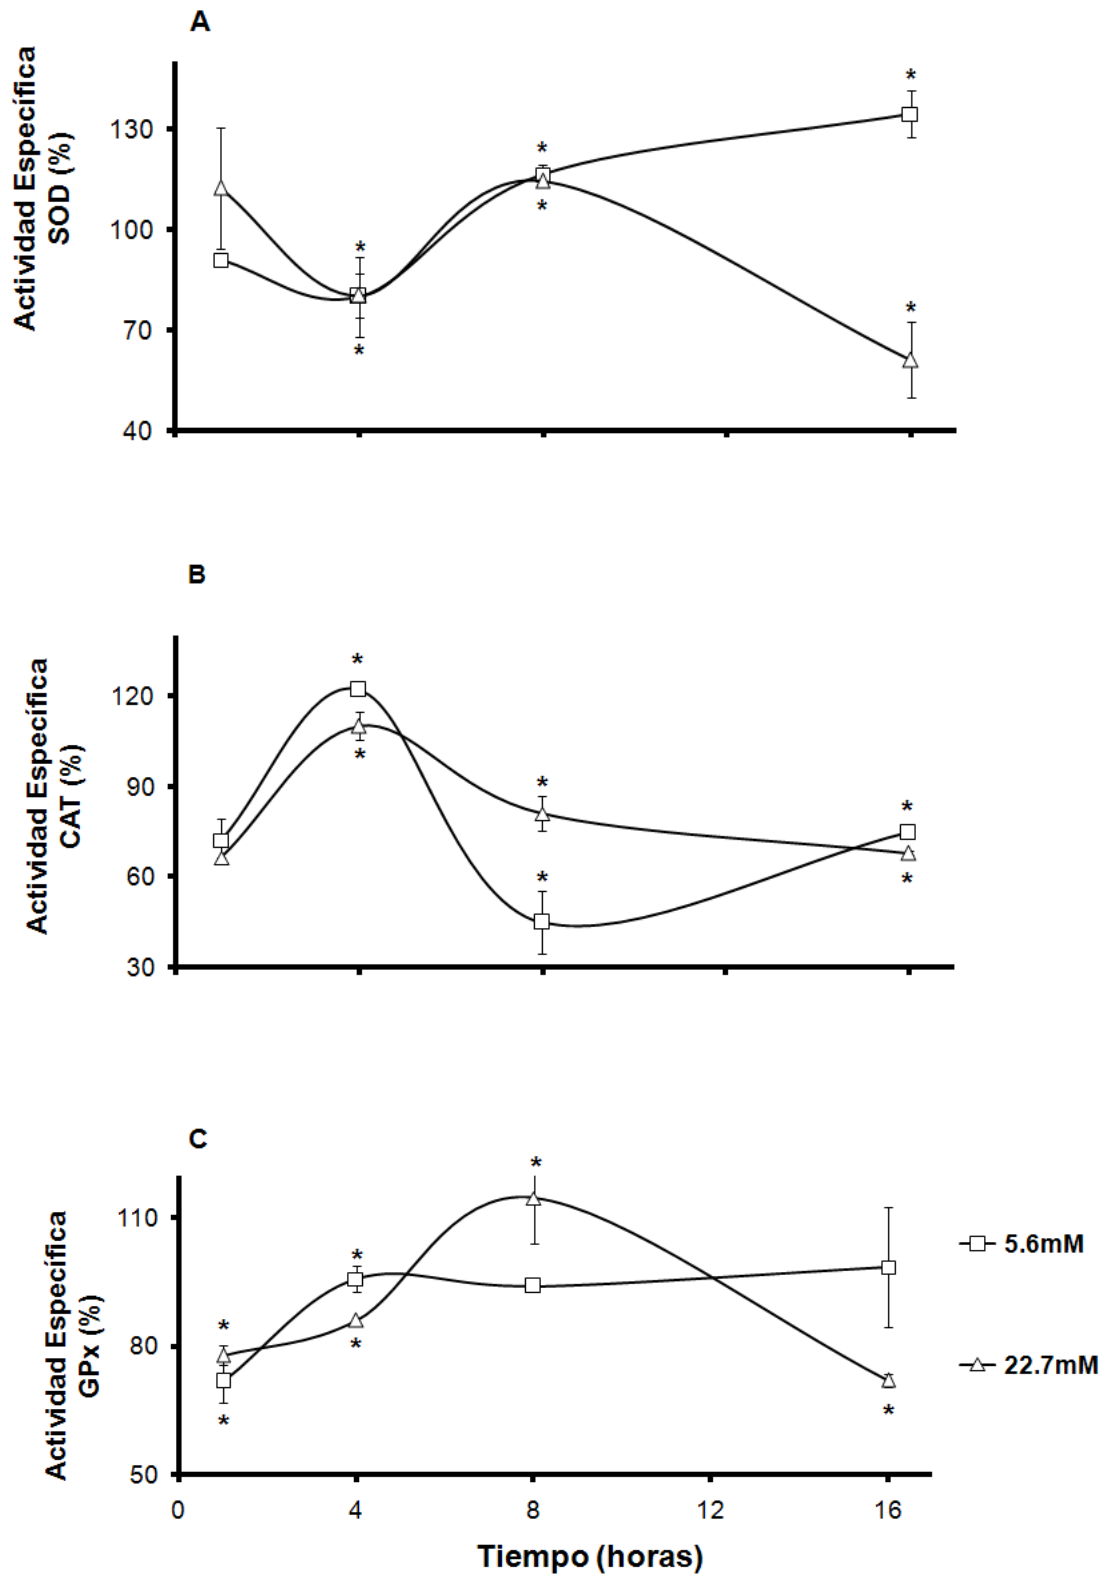 A
Actividad Específica
SOD (%)
130
100
70
40
*
*
*
*
*
*
B
Actividad Específica
CAT (%)
120
90
60
30
*
*
*
*
*
*
C
Actividad Específica
GPx (%)
110
80
50
*
*
*
*
*
*
5.6mM
22.7mM
0 4 8 12 16
Tiempo (horas)